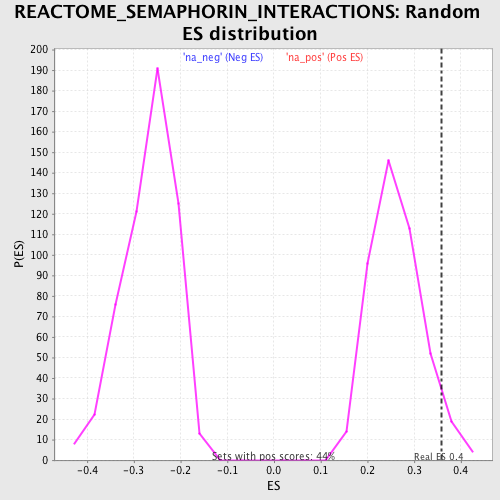 REACTOME_SEMAPHORIN_INTERACTIONS: Random
ES distribution
'na_neg' (Neg ES) 'na_pos' (Pos ES)
200
190
180
170
160
150
140
130
120
110
100
90
80
70
60
50
40
30
20
10
0
P(ES)
Sets with pos scores: 44%
Real ES 0.4
-0.4 -0.3 -0.2 -0.1 0.0 0.1 0.2 0.3 0.4
ES